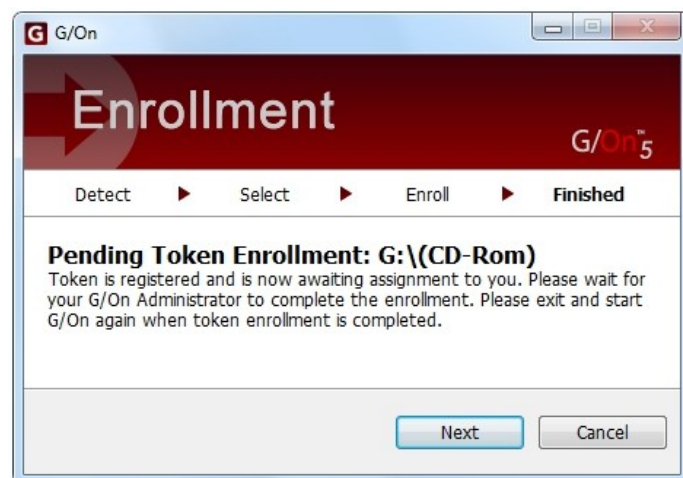 G G/On
Enrollment
G/On™5
Detect Select Enroll Finished
Pending Token Enrollment: G:\(CD-Rom)
Token is registered and is now awaiting assignment to you. Please wait for
your G/On Administrator to complete the enrollment. Please exit and start
G/On again when token enrollment is completed.
Next Cancel